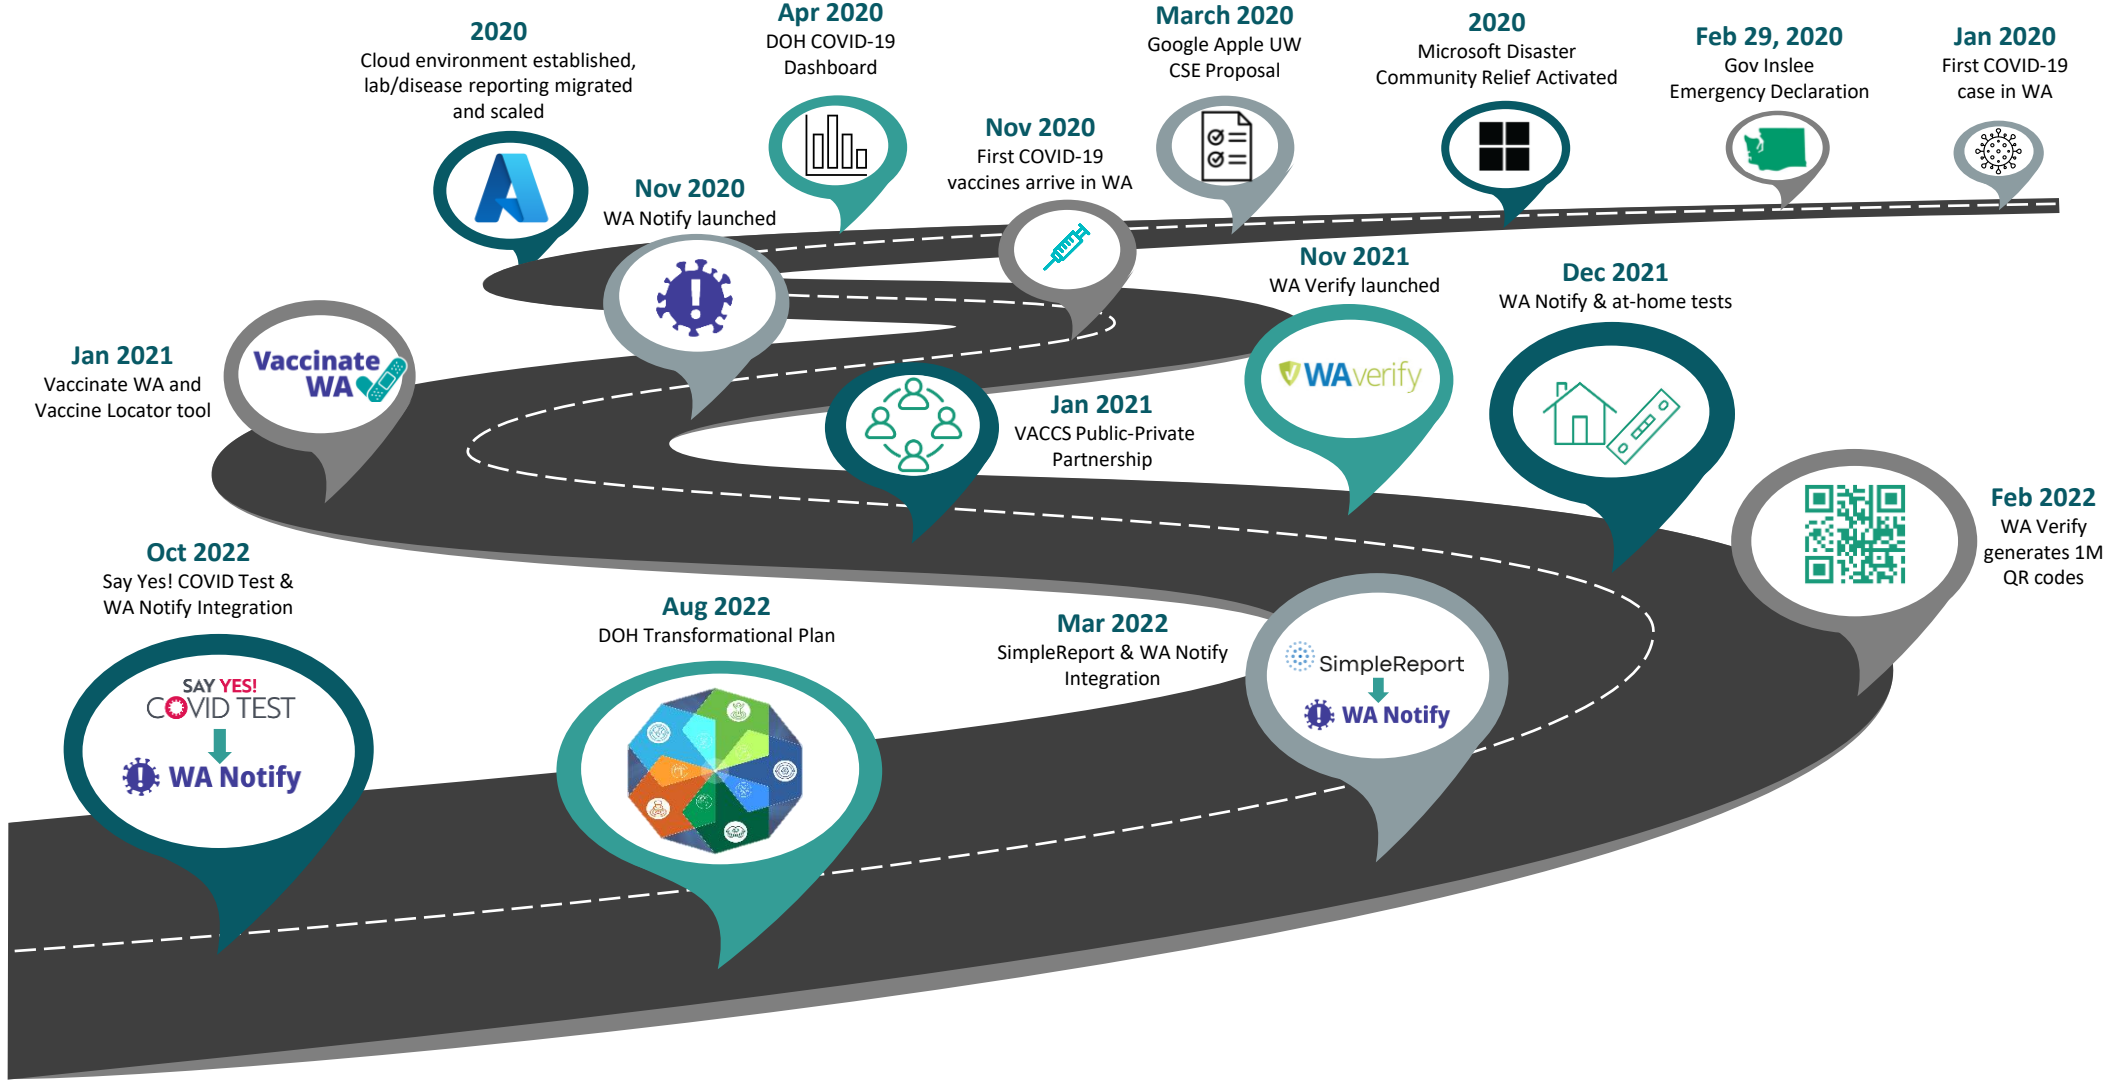 2020
Cloud environment established,
lab/disease reporting migrated
and scaled
Apr 2020
DOH COVID-19
Dashboard
March 2020
Google Apple UW
CSE Proposal
2020
Microsoft Disaster
Community Relief Activated
Feb 29, 2020
Gov Inslee
Emergency Declaration
Jan 2020
First COVID-19
case in WA
Nov 2020
WA Notify launched
Nov 2020
First COVID-19
vaccines arrive in WA
Jan 2021
Vaccinate WA and
Vaccine Locator tool
Vaccinate
WA
Jan 2021
VACCS Public-Private
Partnership
Nov 2021
WA Verify launched
WAverify
Dec 2021
WA Notify & at-home tests
Feb 2022
WA Verify
generates 1M
QR codes
Oct 2022
Say Yes! COVID Test &
WA Notify Integration
SAY YES!
COVID TEST
WA Notify
Aug 2022
DOH Transformational Plan
Mar 2022
SimpleReport & WA Notify
Integration
SimpleReport
WA Notify